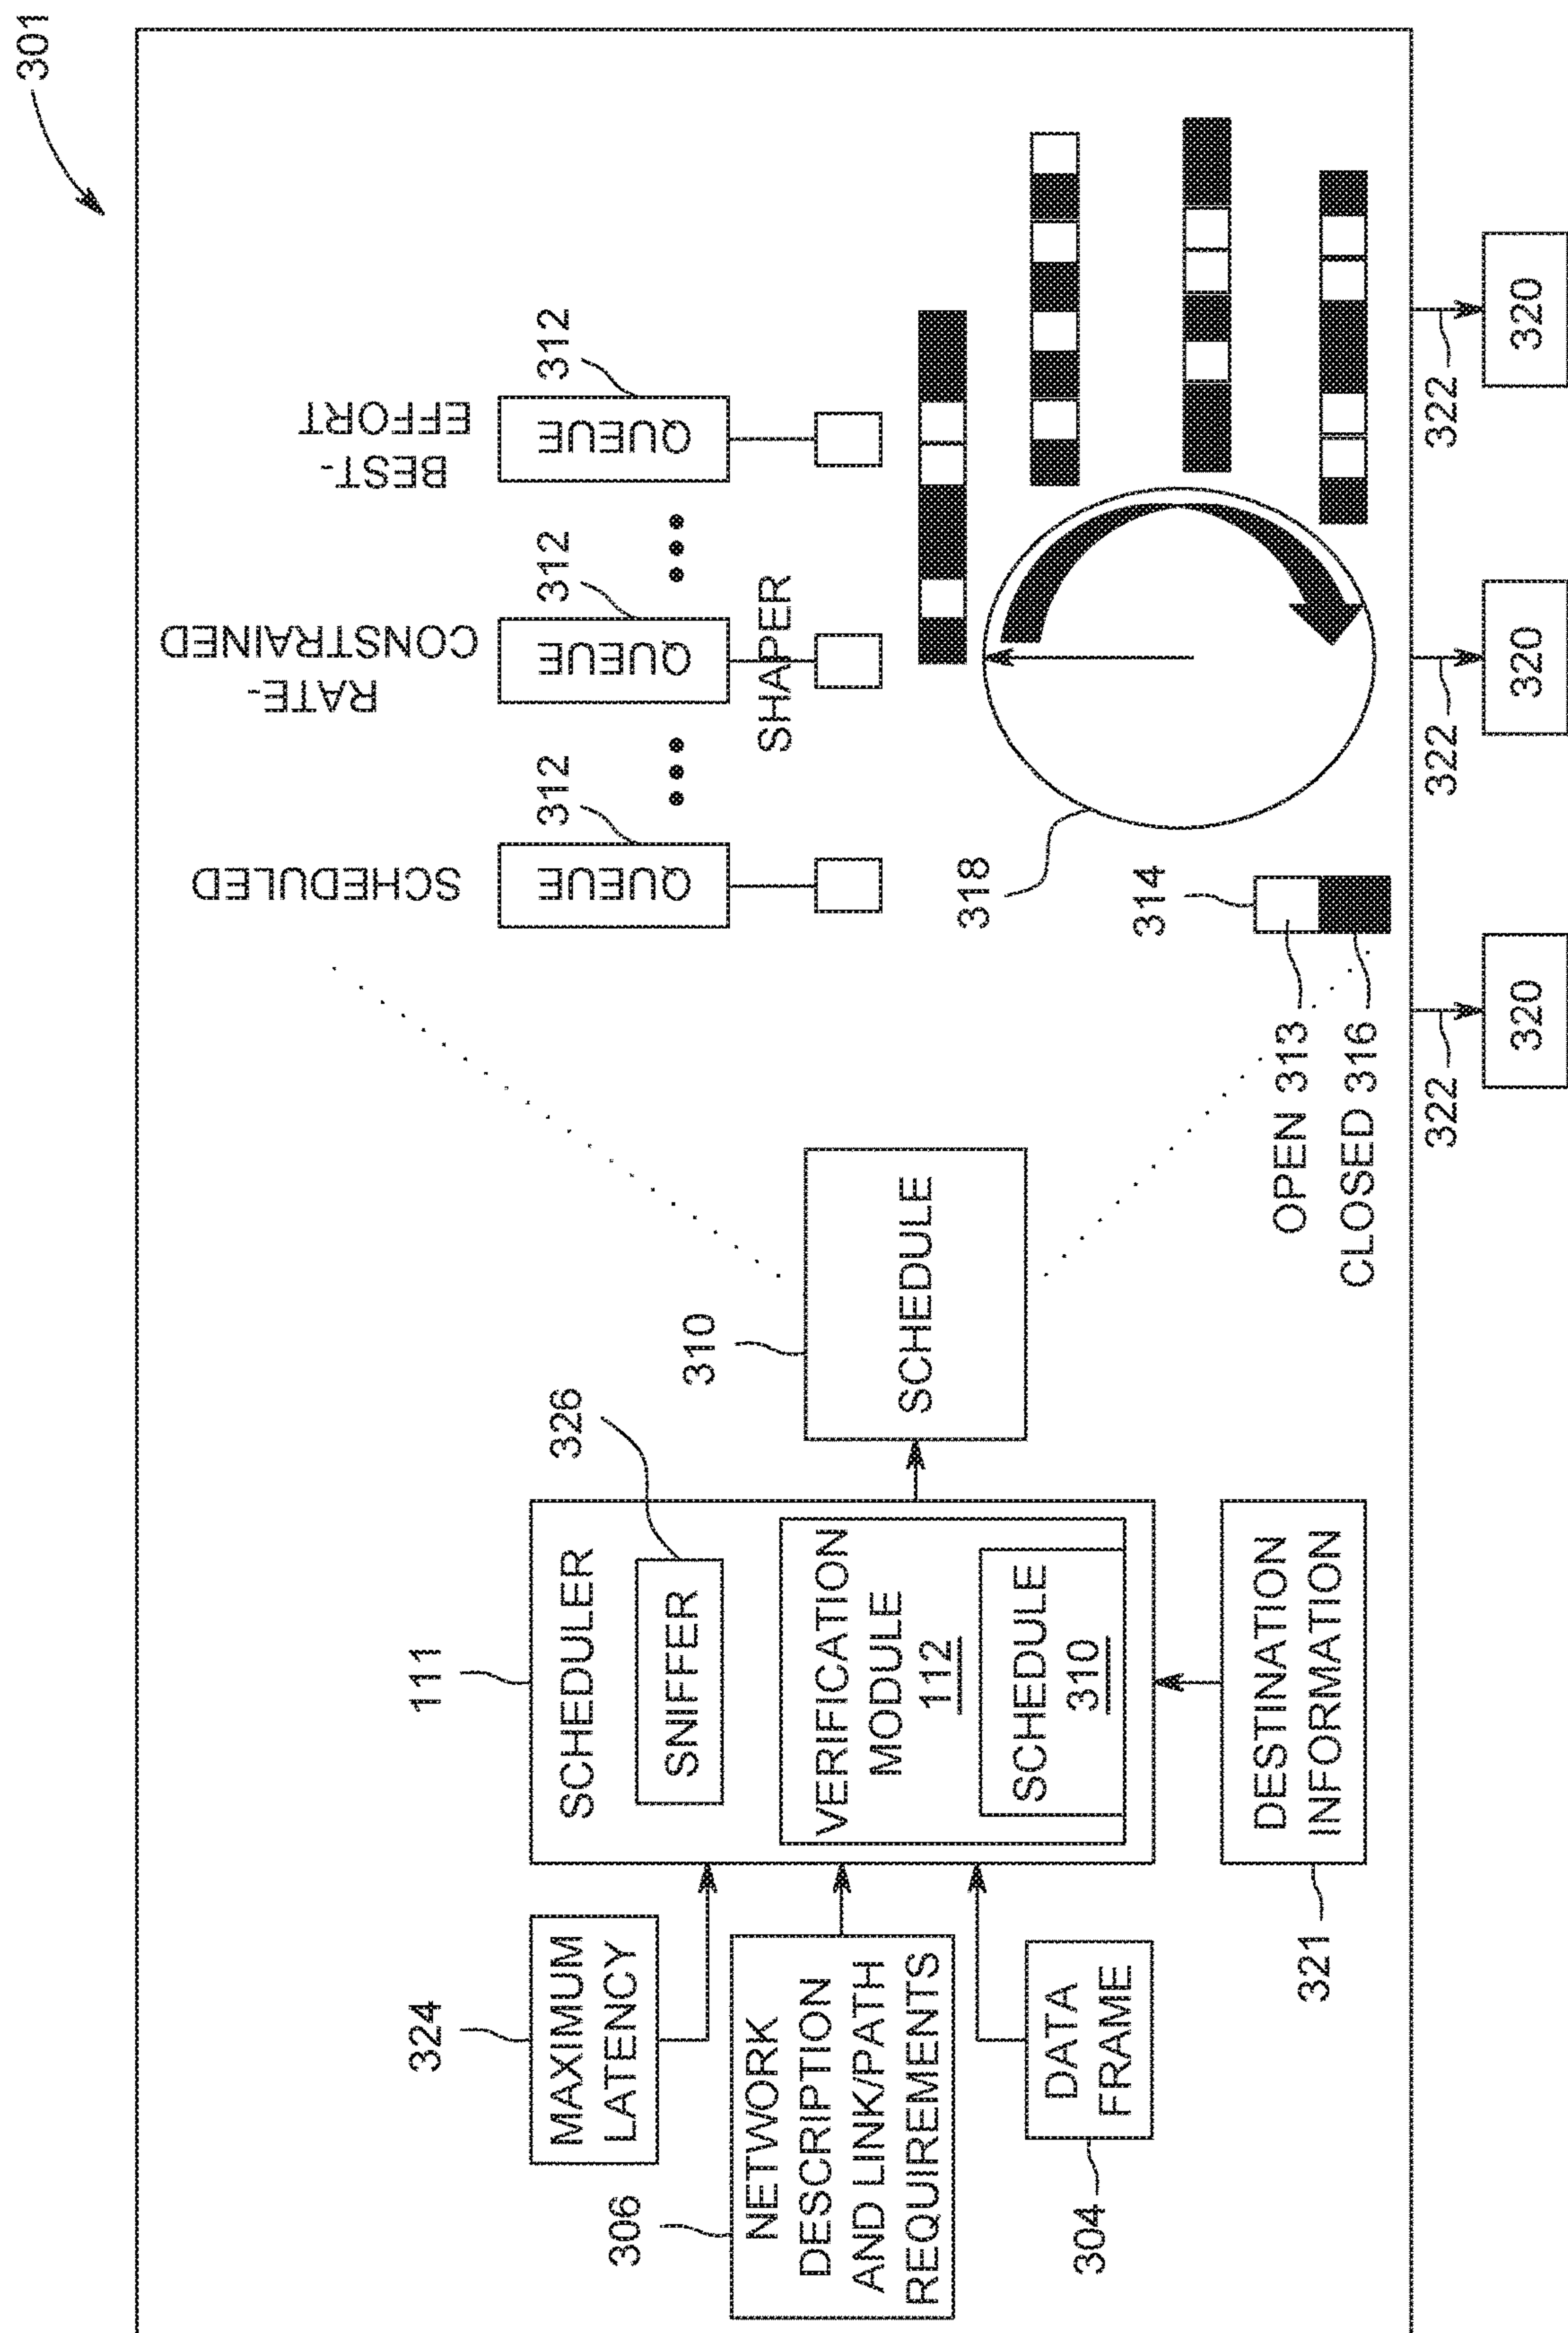 301
324
MAXIMUM
LATENCY
306
NETWORK
DESCRIPTION
AND LINK/PATH
REQUIREMENTS
304
DATA
FRAME
111
SCHEDULER
326
SNIFFER
VERIFICATION
MODULE
112
SCHEDULE
310
DESTINATION
INFORMATION
321
310
SCHEDULE
SCHEDULED
RATE-
CONSTRAINED
BEST-
EFFORT
312
312
312
QUEUE
QUEUE
QUEUE
SHAPER
318
314
OPEN 313
CLOSED 316
322
322
322
320
320
320